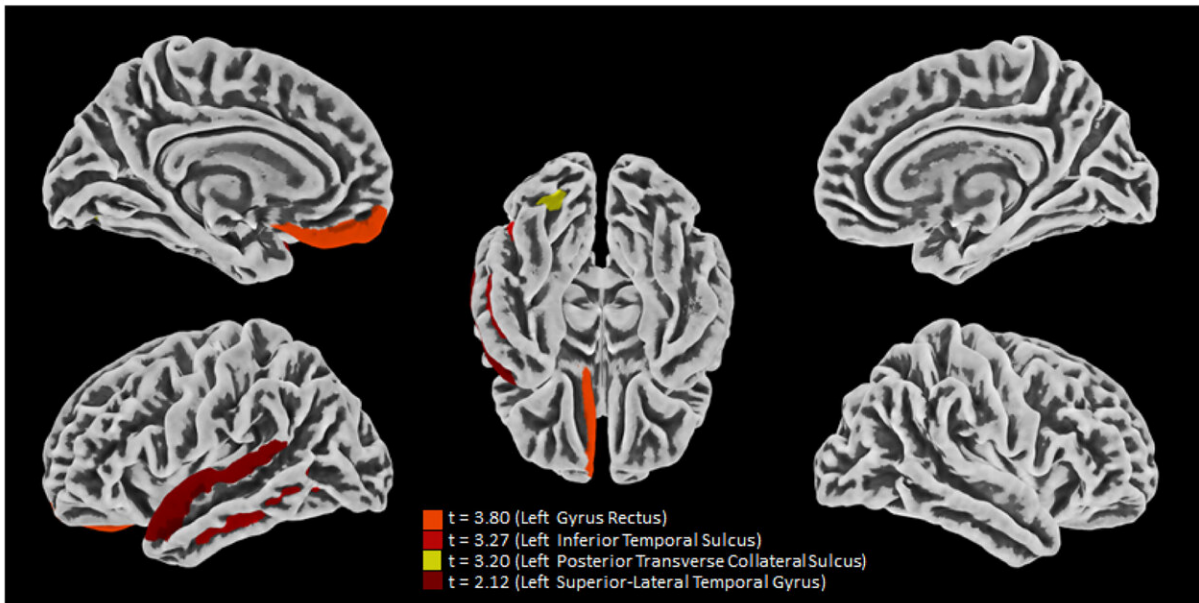 t = 3.80 (Left Gyrus Rectus)
t = 3.27 (Left Inferior Temporal Sulcus)
t = 3.20 (Left Posterior Transverse Collateral Sulcus)
t = 2.12 (Left Superior-Lateral Temporal Gyrus)